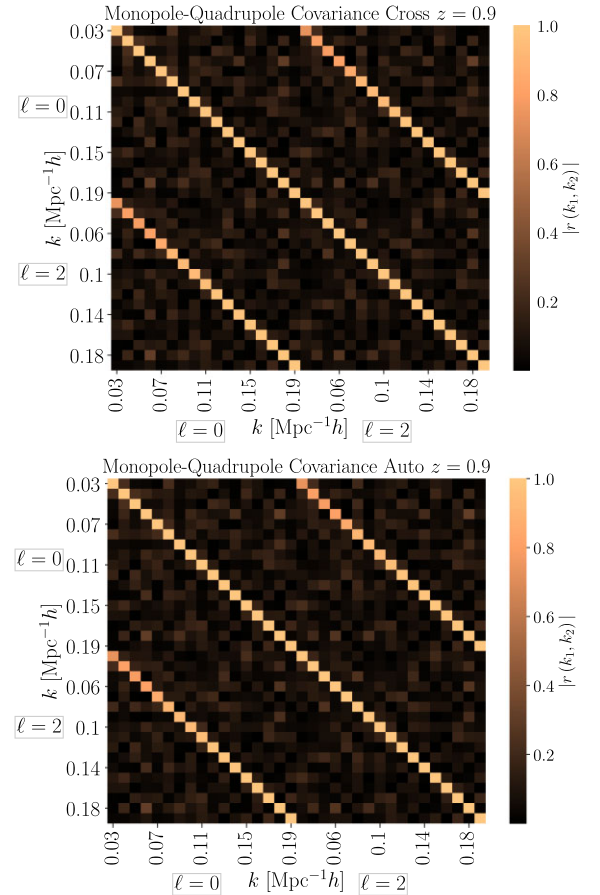 Monopole-Quadrupole Covariance Cross z = 0.9
0.03
0.07
ℓ = 0
0.11
0.15
0.19
k [Mpc⁻¹h]
0.06
ℓ = 2
0.1
0.14
0.18
0.03 0.07 0.11 0.15 0.19 0.06 0.1 0.14 0.18
ℓ = 0 k [Mpc⁻¹h] ℓ = 2
1.0
0.8
0.6
0.4
0.2
|r (k₁, k₂) |
Monopole-Quadrupole Covariance Auto z = 0.9
0.03
0.07
ℓ = 0
0.11
0.15
0.19
k [Mpc⁻¹h]
0.06
ℓ = 2
0.1
0.14
0.18
0.03 0.07 0.11 0.15 0.19 0.06 0.1 0.14 0.18
ℓ = 0 k [Mpc⁻¹h] ℓ = 2
1.0
0.8
0.6
0.4
0.2
|r (k₁, k₂) |